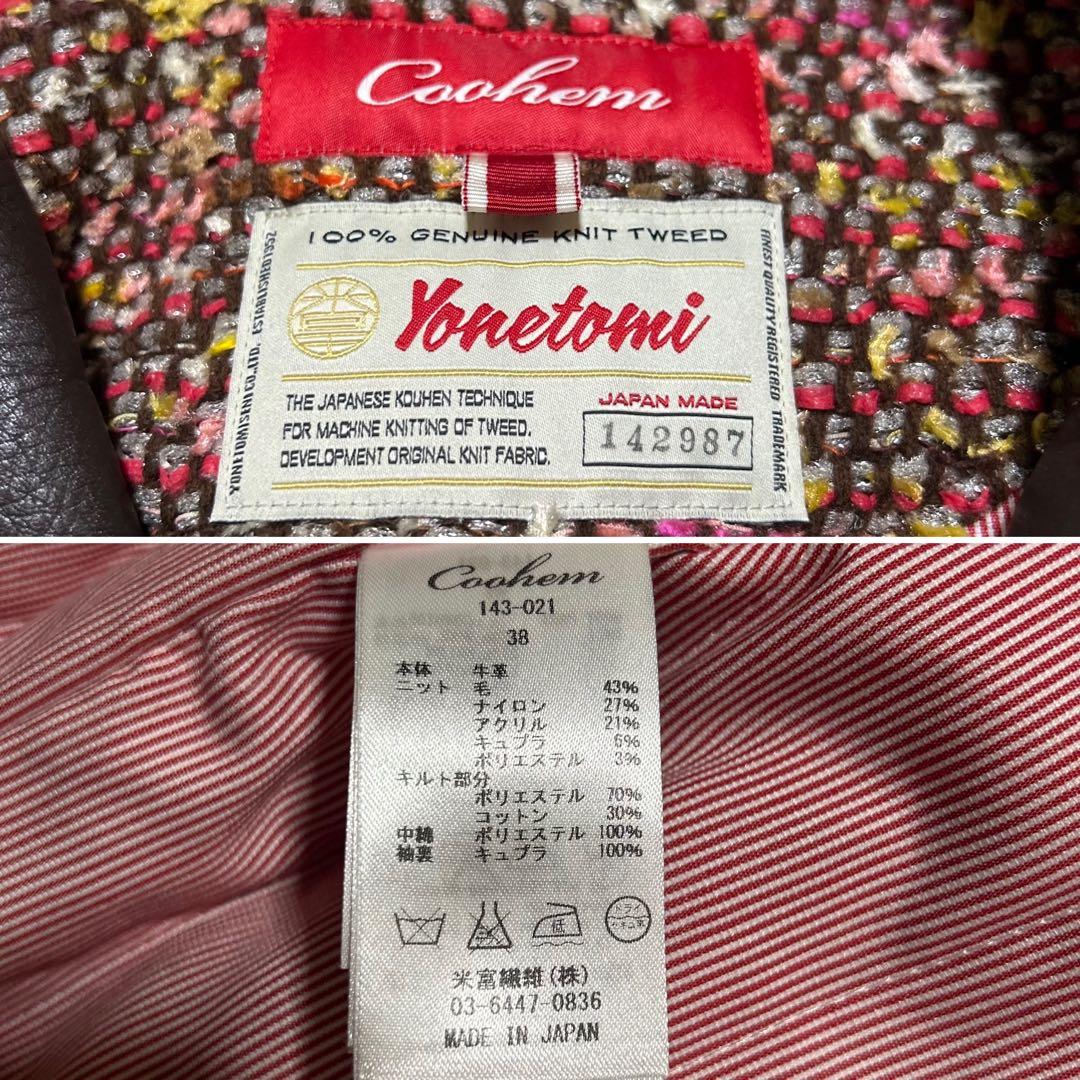 Coohem
100% GENUINE KNIT TWEED
YONETOMISENI CO.,LTD. ESTABLISHED1952
FINEST QUALITY REGISTERED TRADEMARK
Yonetomi
THE JAPANESE KOUHEN TECHNIQUE
FOR MACHINE KNITTING OF TWEED.
DEVELOPMENT ORIGINAL KNIT FABRIC.
JAPAN MADE
142987
Coohem
143-021
38
本体 牛革
ニット 毛 43%
ナイロン 27%
アクリル 21%
キュプラ 6%
ポリエステル 3%
キルト部分
ポリエステル 70%
コットン 30%
中綿 ポリエステル 100%
袖裏 キュプラ 100%
低
米富繊維(株)
03-6447-0836
MADE IN JAPAN